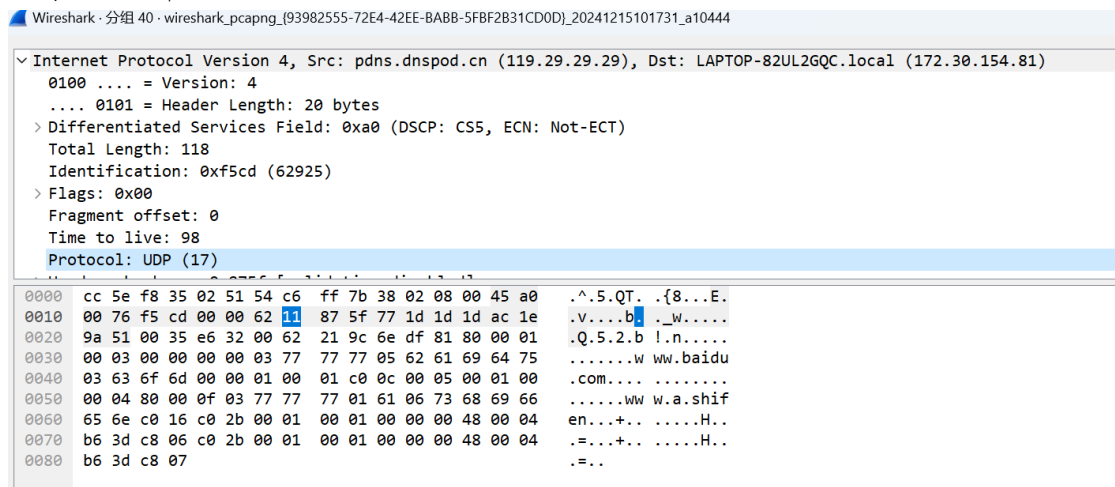 Wireshark · 分组 40 · wireshark_pcapng_{93982555-72E4-42EE-BABB-5FBF2B31CD0D}_20241215101731_a10444
Internet Protocol Version 4, Src: pdns.dnspod.cn (119.29.29.29), Dst: LAPTOP-82UL2GQC.local (172.30.154.81)
0100 .... = Version: 4
.... 0101 = Header Length: 20 bytes
Differentiated Services Field: 0xa0 (DSCP: CS5, ECN: Not-ECT)
Total Length: 118
Identification: 0xf5cd (62925)
Flags: 0x00
Fragment offset: 0
Time to live: 98
Protocol: UDP (17)
0000 cc 5e f8 35 02 51 54 c6 ff 7b 38 02 08 00 45 a0 .^.5.QT. .{8...E.
0010 00 76 f5 cd 00 00 62 11 87 5f 77 1d 1d 1d ac 1e .v....b. ._w.....
0020 9a 51 00 35 e6 32 00 62 21 9c 6e df 81 80 00 01 .Q.5.2.b !.n.....
0030 00 03 00 00 00 00 03 77 77 77 05 62 61 69 64 75 .......w ww.baidu
0040 03 63 6f 6d 00 00 01 00 01 c0 0c 00 05 00 01 00 .com.... ........
0050 00 04 80 00 0f 03 77 77 77 01 61 06 73 68 69 66 ......ww w.a.shif
0060 65 6e c0 16 c0 2b 00 01 00 01 00 00 00 48 00 04 en...+.. .....H..
0070 b6 3d c8 06 c0 2b 00 01 00 01 00 00 00 48 00 04 .=...+.. .....H..
0080 b6 3d c8 07 .=..